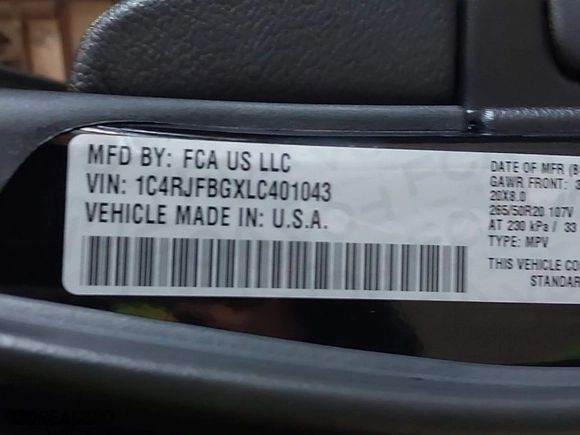 MFD BY: FCA US LLC
VIN: 1C4RJFBGXLC401043
VEHICLE MADE IN: U.S.A.
DATE OF MFR
GAWR FRONT:
20X8.0
265/50R20 107V
AT 230 kPa / 33
TYPE: MPV
THIS VEHICLE